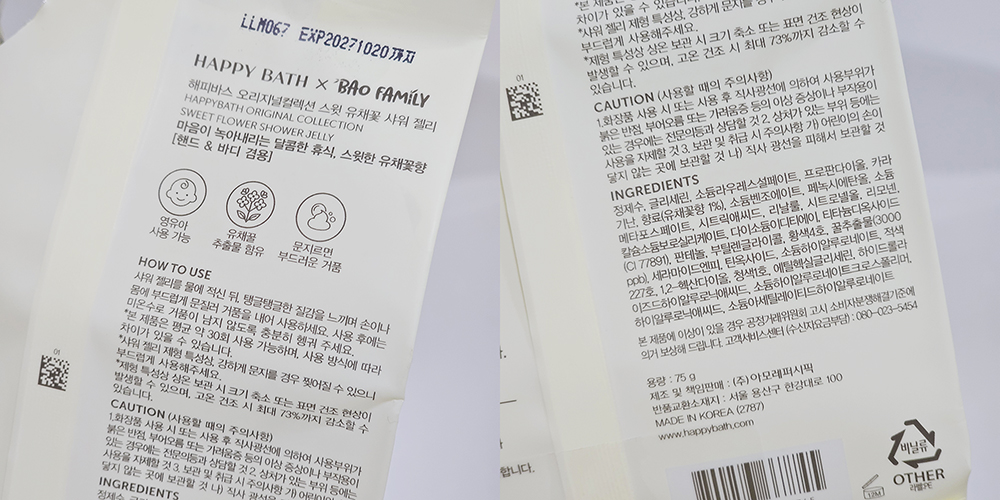 LLM067 EXP20271020까지
HAPPY BATH × BAO FAMILY
해피바스 오리지널컬렉션 스윗 유채꽃 샤워 젤리
HAPPYBATH ORIGINAL COLLECTION
SWEET FLOWER SHOWER JELLY
마음이 녹아내리는 달콤한 휴식, 스윗한 유채꽃향
[핸드 & 바디 겸용]
영유아
사용 가능
유채꿀
추출물 함유
문지르면
부드러운 거품
HOW TO USE
샤워 젤리를 물에 적신 뒤, 탱글탱글한 질감을 느끼며 손이나
몸에 부드럽게 문질러 거품을 내어 사용하세요. 사용 후에는
미온수로 거품이 남지 않도록 충분히 헹궈 주세요.
*본 제품은 평균 약 30회 사용 가능하며, 사용 방식에 따라
차이가 있을 수 있습니다.
*샤워 젤리 제형 특성상, 강하게 문지를 경우 찢어질 수 있으니
부드럽게 사용해주세요.
*제형 특성상 상온 보관 시 크기 축소 또는 표면 건조 현상이
발생할 수 있으며, 고온 건조 시 최대 73%까지 감소할 수
있습니다.
01
CAUTION (사용할 때의 주의사항)
1.화장품 사용 시 또는 사용 후 직사광선에 의하여 사용부위가
붉은 반점, 부어오름 또는 가려움증 등의 이상 증상이나 부작용이
있는 경우에는 전문의등과 상담할 것 2. 상처가 있는 부위 등에는
사용을 자제할 것 3. 보관 및 취급 시 주의사항 가) 어린이의 손이
닿지 않는 곳에 보관할 것 나) 직사 광선을 피해서 보관할 것
INGREDIENTS
차이가 있을 수 있습니다.
*샤워 젤리 제형 특성상, 강하게 문지를 경우
부드럽게 사용해주세요.
*제형 특성상 상온 보관 시 크기 축소 또는 표면 건조 현상이
발생할 수 있으며, 고온 건조 시 최대 73%까지 감소할 수
있습니다.
01
CAUTION (사용할 때의 주의사항)
1.화장품 사용 시 또는 사용 후 직사광선에 의하여 사용부위가
붉은 반점, 부어오름 또는 가려움증 등의 이상 증상이나 부작용이
있는 경우에는 전문의등과 상담할 것 2. 상처가 있는 부위 등에는
사용을 자제할 것 3. 보관 및 취급 시 주의사항 가) 어린이의 손이
닿지 않는 곳에 보관할 것 나) 직사 광선을 피해서 보관할 것
INGREDIENTS
정제수, 글리세린, 소듐라우레스설페이트, 프로판다이올, 카라
기난, 향료(유채꽃향 1%), 소듐벤조에이트, 페녹시에탄올, 소듐
메타포스페이트, 시트릭애씨드, 리날룰, 시트로넬올, 리모넨,
칼슘소듐보로실리케이트, 다이소듐이디티에이, 티타늄디옥사이드
(CI 77891), 판테놀, 부틸렌글라이콜, 황색4호, 꿀추출물(3000
ppb), 세라마이드엔피, 틴옥사이드, 소듐하이알루로네이트, 적색
227호, 1,2-헥산다이올, 청색1호, 에틸헥실글리세린, 하이드롤라
이즈드하이알루로닉애씨드, 소듐하이알루로네이트크로스폴리머,
하이알루로닉애씨드, 소듐아세틸레이티드하이알루로네이트
본 제품에 이상이 있을 경우 공정거래위원회 고시 소비자분쟁해결기준에
의거 보상해 드립니다. 고객서비스센터 (수신자요금부담) : 080-023-5454
용량 : 75 g
제조 및 책임판매 : (주)아모레퍼시픽
반품교환소재지 : 서울 용산구 한강대로 100
MADE IN KOREA (2787)
www.happybath.com
합니다.
12M
비닐류
OTHER
라벨:PE